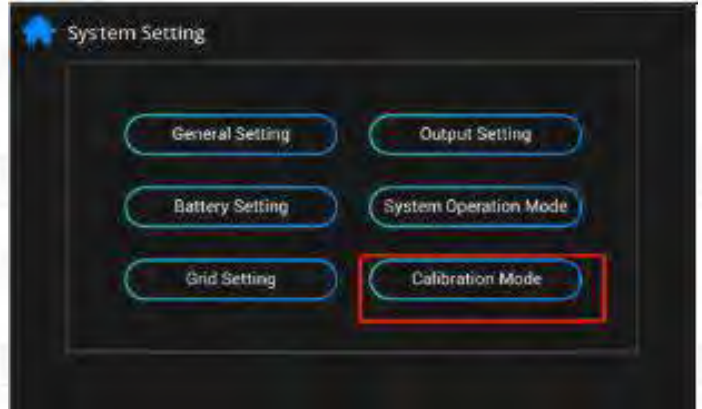 System Setting
General Setting
Output Setting
Battery Setting
System Operation Mode
Grid Setting
Calibration Mode